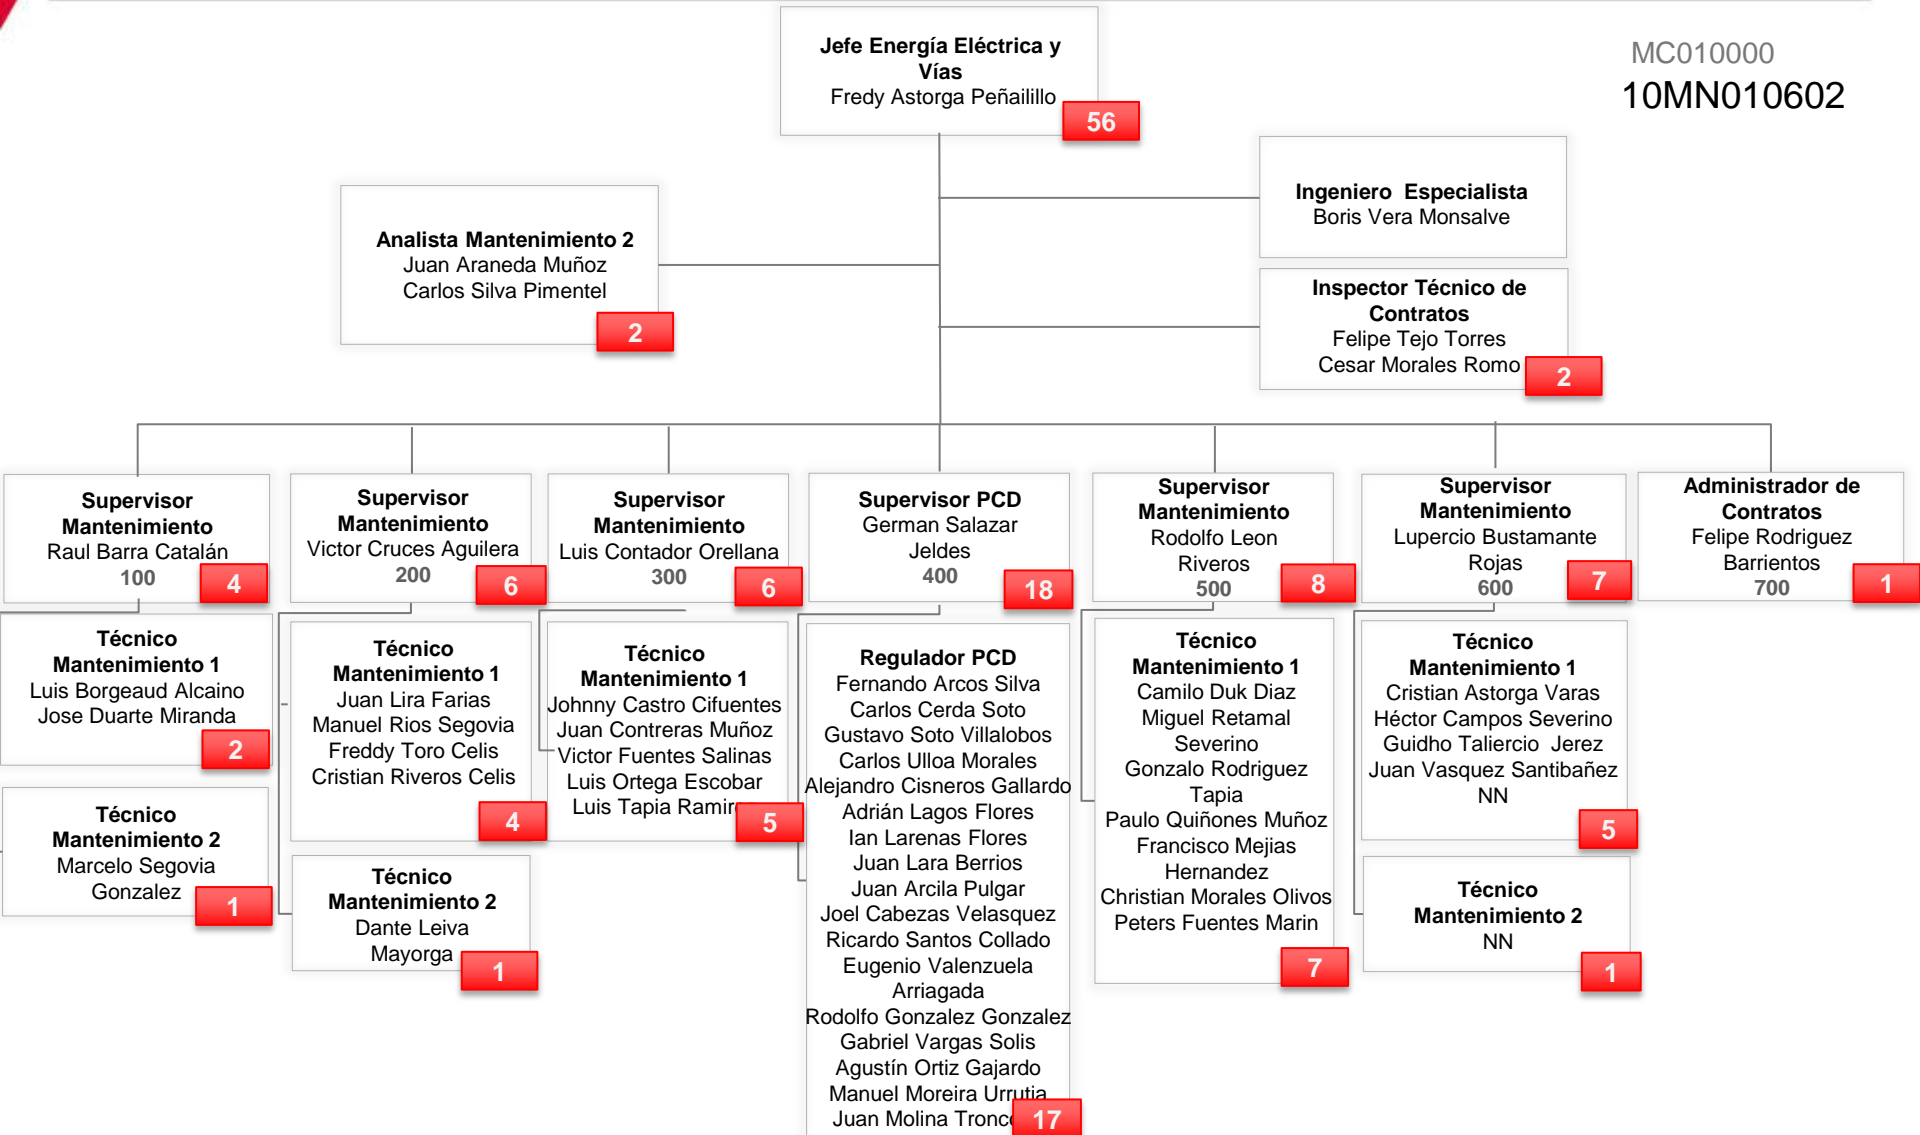 Jefe Energía Eléctrica y
Vías
Fredy Astorga Peñailillo
56
MC010000
10MN010602
Analista Mantenimiento 2
Juan Araneda Muñoz
Carlos Silva Pimentel
2
Ingeniero Especialista
Boris Vera Monsalve
Inspector Técnico de
Contratos
Felipe Tejo Torres
Cesar Morales Romo
2
Supervisor
Mantenimiento
Raul Barra Catalán
100
4
Supervisor
Mantenimiento
Victor Cruces Aguilera
200
6
Supervisor
Mantenimiento
Luis Contador Orellana
300
6
Supervisor PCD
German Salazar
Jeldes
400
18
Supervisor
Mantenimiento
Rodolfo Leon
Riveros
500
8
Supervisor
Mantenimiento
Lupercio Bustamante
Rojas
600
7
Administrador de
Contratos
Felipe Rodriguez
Barrientos
700
1
Técnico
Mantenimiento 1
Luis Borgeaud Alcaino
Jose Duarte Miranda
2
Técnico
Mantenimiento 2
Marcelo Segovia
Gonzalez
1
Técnico
Mantenimiento 1
Juan Lira Farias
Manuel Rios Segovia
Freddy Toro Celis
Cristian Riveros Celis
4
Técnico
Mantenimiento 2
Dante Leiva
Mayorga
1
Técnico
Mantenimiento 1
Johnny Castro Cifuentes
Juan Contreras Muñoz
Victor Fuentes Salinas
Luis Ortega Escobar
Luis Tapia
5
Regulador PCD
Fernando Arcos Silva
Carlos Cerda Soto
Gustavo Soto Villalobos
Carlos Ulloa Morales
Alejandro Cisneros Gallardo
Adrián Lagos Flores
Ian Larenas Flores
Juan Lara Berrios
Juan Arcila Pulgar
Joel Cabezas Velasquez
Ricardo Santos Collado
Eugenio Valenzuela
Arriagada
Rodolfo Gonzalez Gonzalez
Gabriel Vargas Solis
Agustín Ortiz Gajardo
Manuel Moreira Urrutia
Juan Molina
17
Técnico
Mantenimiento 1
Camilo Duk Diaz
Miguel Retamal
Severino
Gonzalo Rodriguez
Tapia
Paulo Quiñones Muñoz
Francisco Mejias
Hernandez
Christian Morales Olivos
Peters Fuentes Marin
7
Técnico
Mantenimiento 1
Cristian Astorga Varas
Héctor Campos Severino
Guidho Taliercio Jerez
Juan Vasquez Santibañez
NN
5
Técnico
Mantenimiento 2
NN
1